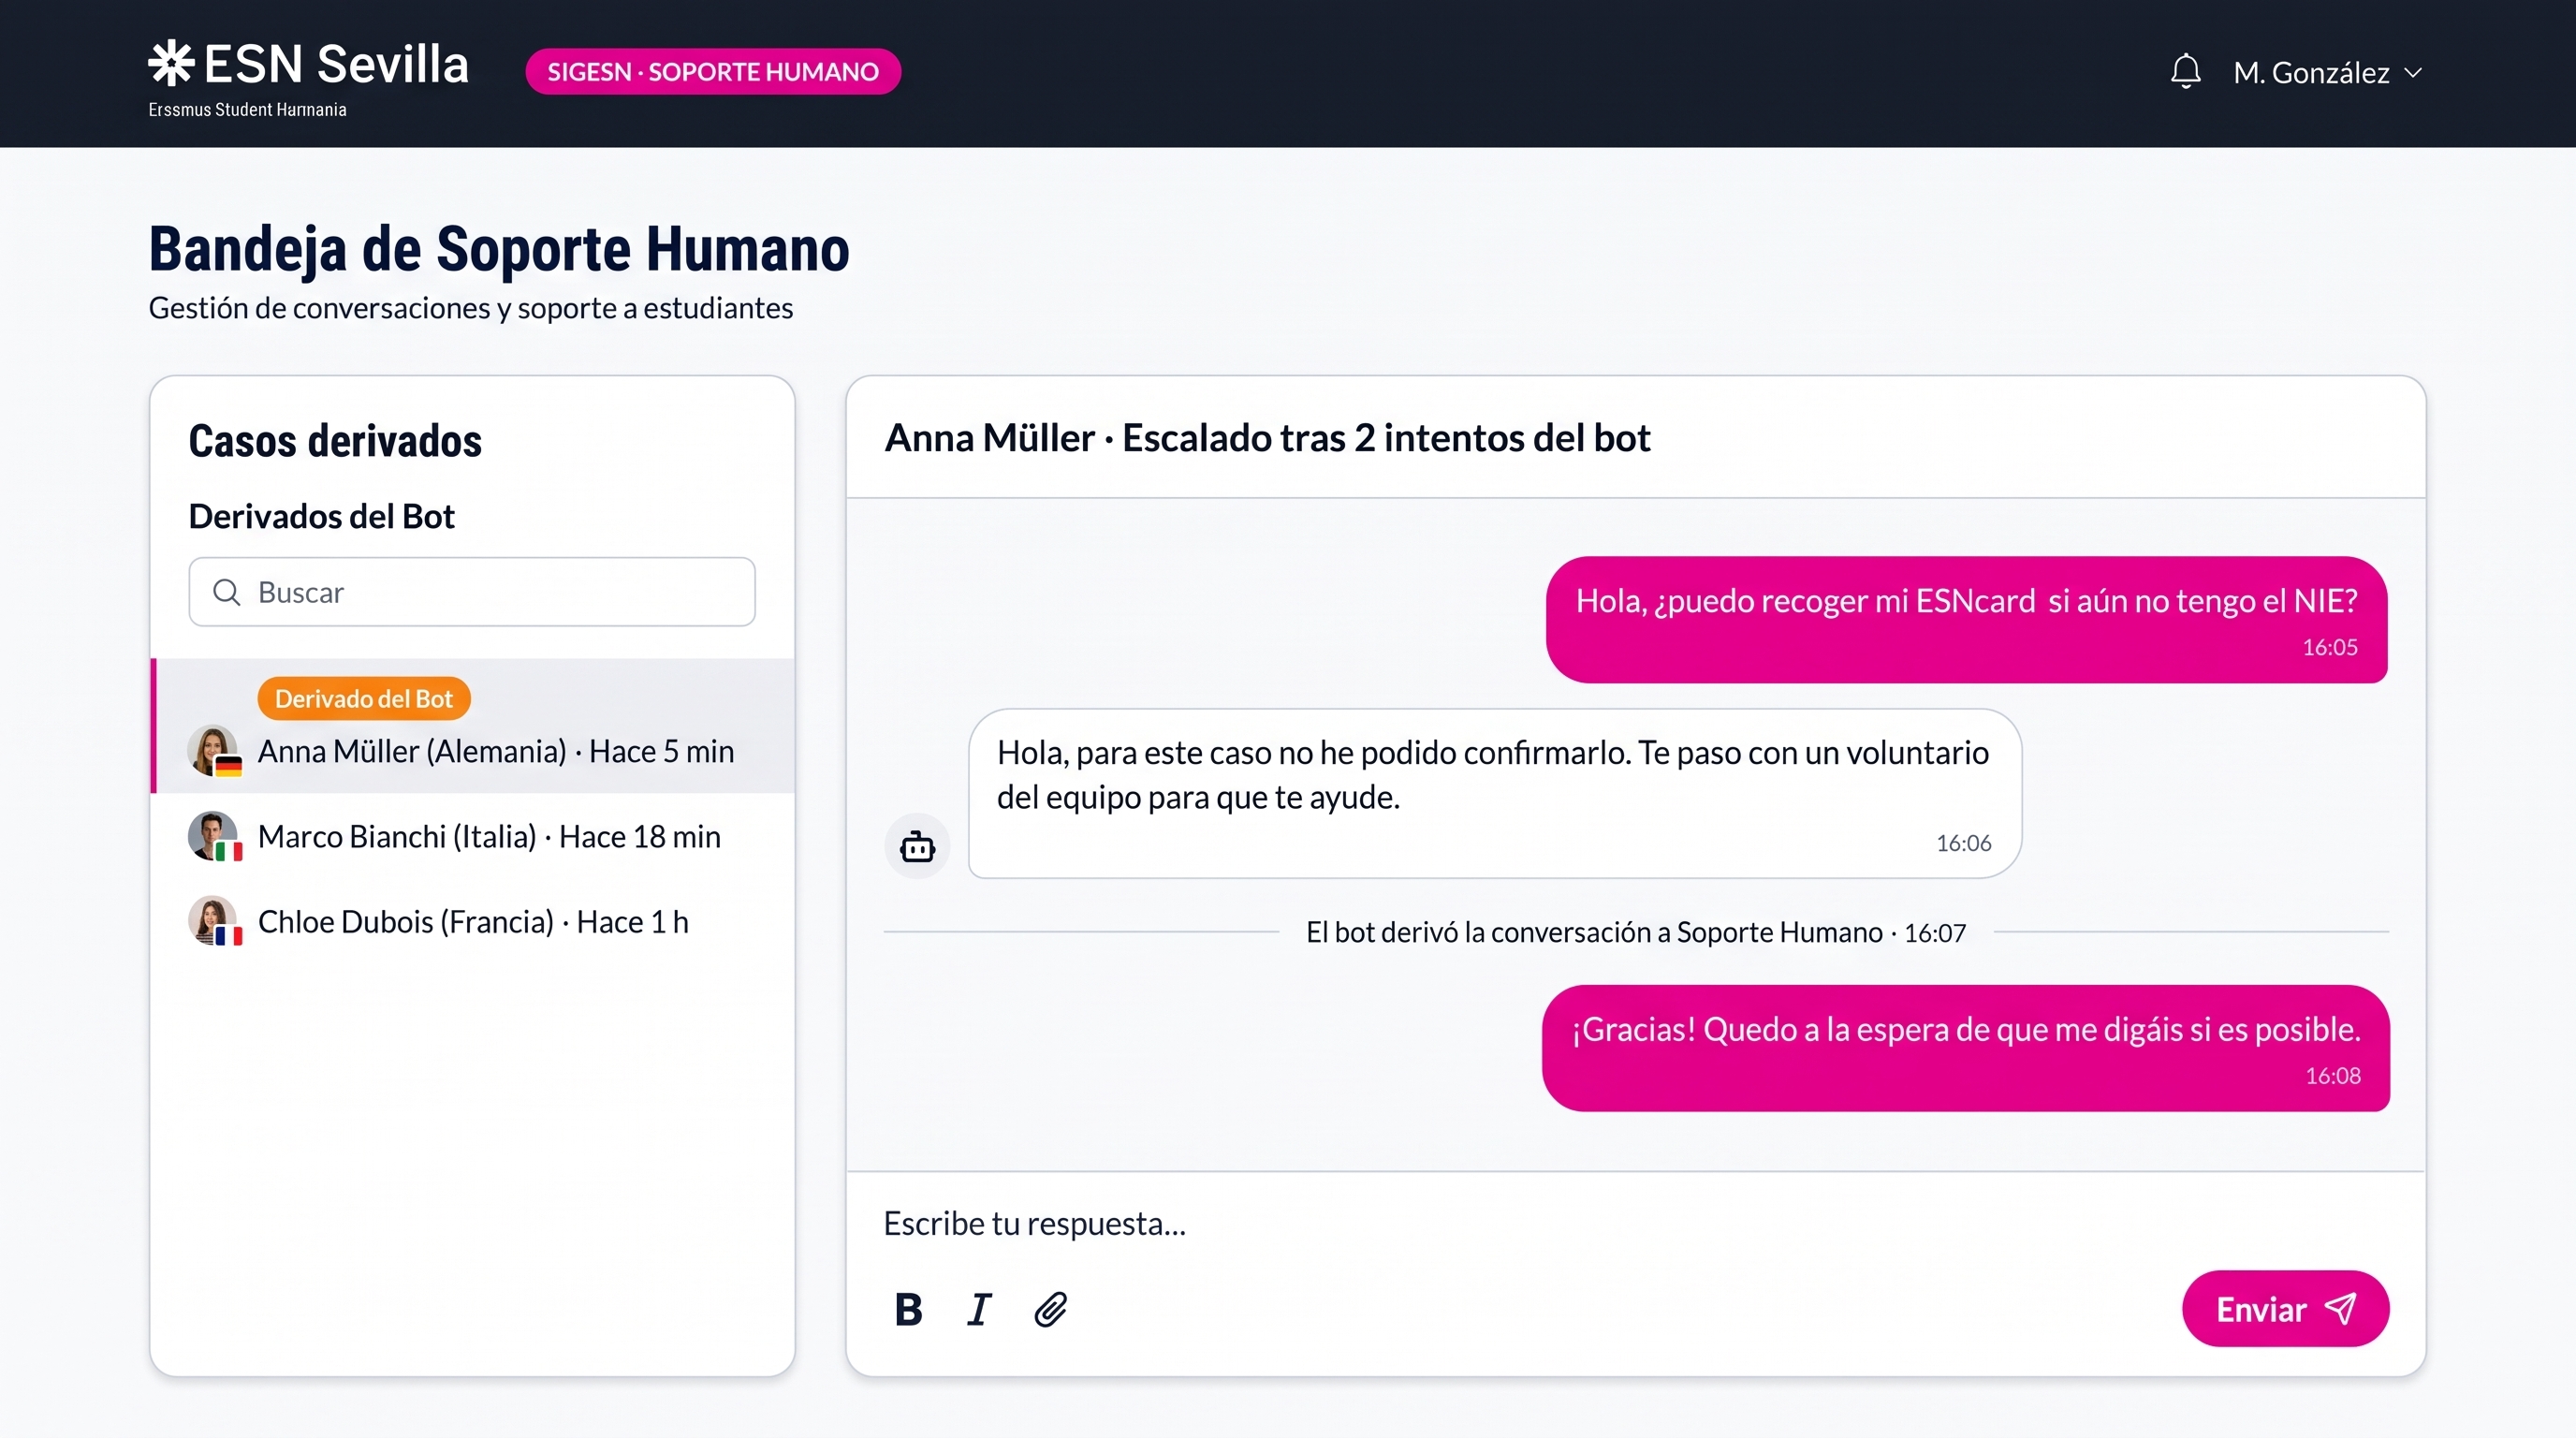 ESN Sevilla
Erssmus Student Harmania
SIGESN · SOPORTE HUMANO
M. González
Bandeja de Soporte Humano
Gestión de conversaciones y soporte a estudiantes
Casos derivados
Derivados del Bot
Buscar
Derivado del Bot
Anna Müller (Alemania) · Hace 5 min
Marco Bianchi (Italia) · Hace 18 min
Chloe Dubois (Francia) · Hace 1 h
Anna Müller · Escalado tras 2 intentos del bot
Hola, ¿puedo recoger mi ESNcard si aún no tengo el NIE?
16:05
Hola, para este caso no he podido confirmarlo. Te paso con un voluntario
del equipo para que te ayude.
16:06
El bot derivó la conversación a Soporte Humano · 16:07
¡Gracias! Quedo a la espera de que me digáis si es posible.
16:08
Escribe tu respuesta...
B I
Enviar